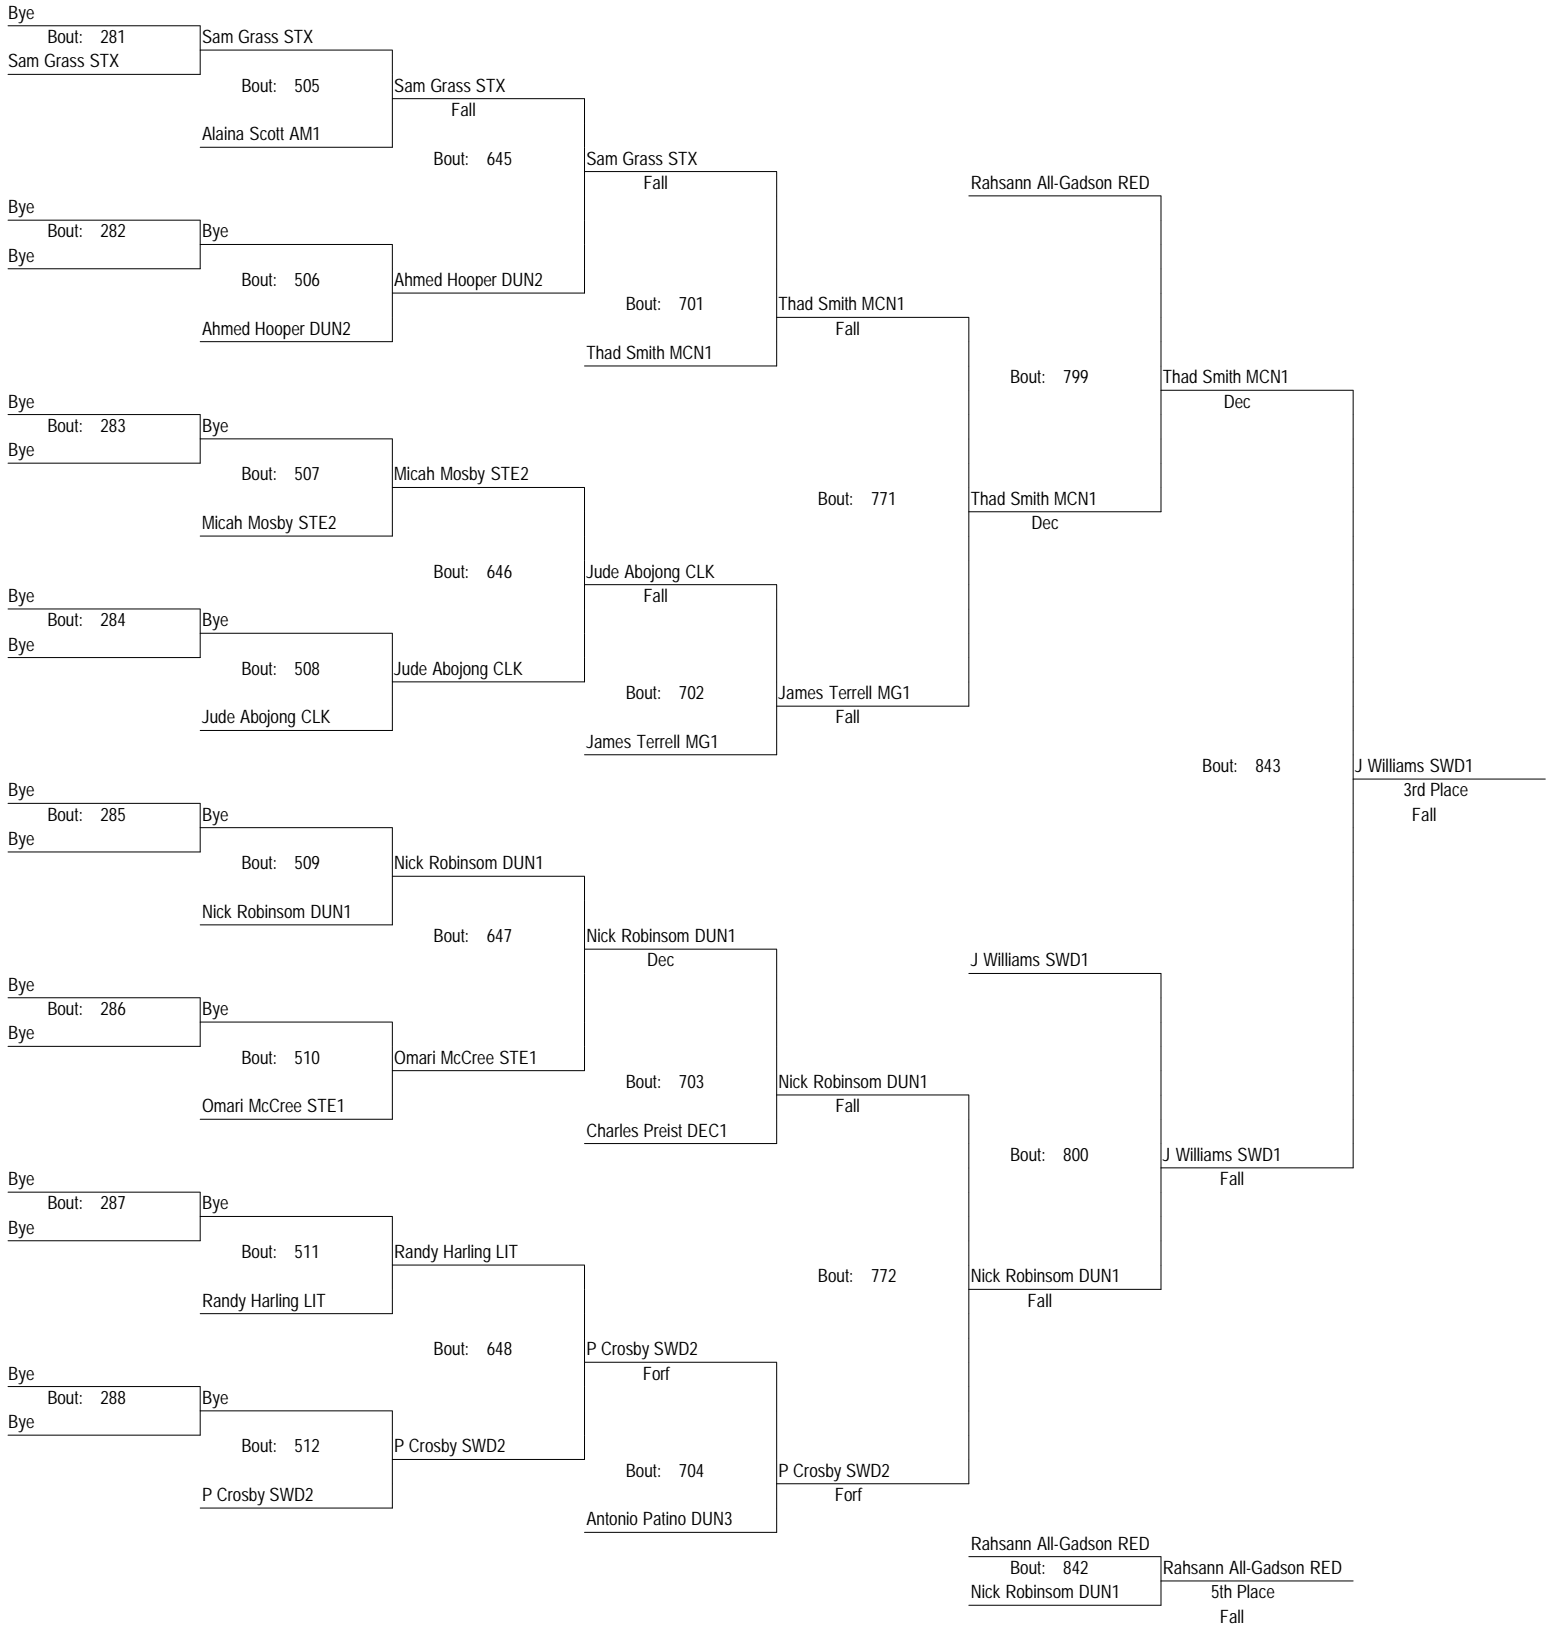 Bye
Bout: 281
Sam Grass STX
Sam Grass STX
Bout: 505
Alaina Scott AM1
Sam Grass STX
Fall
Bout: 645
Bye
Bout: 282
Bye
Bye
Bout: 506
Ahmed Hooper DUN2
Ahmed Hooper DUN2
Sam Grass STX
Fall
Bout: 701
Thad Smith MCN1
Bye
Bout: 283
Bye
Bye
Bout: 507
Micah Mosby STE2
Micah Mosby STE2
Bout: 646
Bye
Bout: 284
Bye
Bye
Bout: 508
Jude Abojong CLK
Jude Abojong CLK
Jude Abojong CLK
Fall
Bout: 702
James Terrell MG1
Thad Smith MCN1
Fall
Bout: 771
James Terrell MG1
Fall
Rahsann All-Gadson RED
Bout: 799
Thad Smith MCN1
Dec
Thad Smith MCN1
Dec
Bout: 843
J Williams SWD1
3rd Place
Fall
Bye
Bout: 285
Bye
Bye
Bout: 509
Nick Robinsom DUN1
Nick Robinsom DUN1
Bout: 647
Bye
Bout: 286
Bye
Bye
Bout: 510
Omari McCree STE1
Omari McCree STE1
Nick Robinsom DUN1
Dec
Bout: 703
Charles Preist DEC1
Bye
Bout: 287
Bye
Bye
Bout: 511
Randy Harling LIT
Randy Harling LIT
Bout: 648
Bye
Bout: 288
Bye
Bye
Bout: 512
P Crosby SWD2
P Crosby SWD2
P Crosby SWD2
Forf
Bout: 704
Antonio Patino DUN3
Nick Robinsom DUN1
Fall
Bout: 772
P Crosby SWD2
Forf
J Williams SWD1
Bout: 800
Nick Robinsom DUN1
Fall
J Williams SWD1
Fall
Rahsann All-Gadson RED
Bout: 842
Nick Robinsom DUN1
Rahsann All-Gadson RED
5th Place
Fall